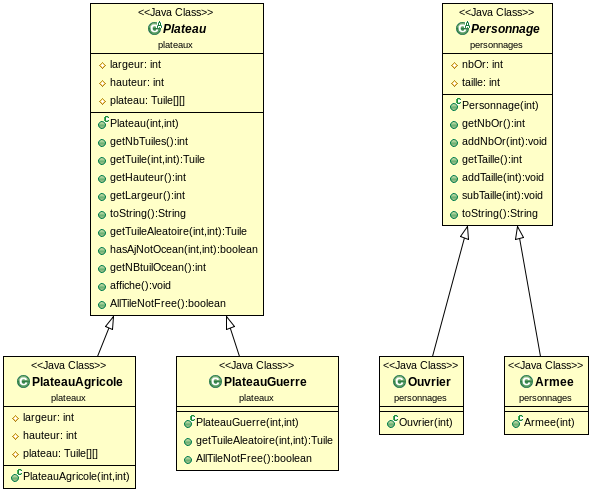 <<Java Class>>
Plateau
plateaux
largeur: int
hauteur: int
plateau: Tuile[][]
Plateau(int,int)
getNbTuiles():int
getTuile(int,int):Tuile
getHauteur():int
getLargeur():int
toString():String
getTuileAleatoire(int,int):Tuile
hasAjNotOcean(int,int):boolean
getNBtuilOcean():int
affiche():void
AllTileNotFree():boolean
<<Java Class>>
Personnage
personnages
nbOr: int
taille: int
Personnage(int)
getNbOr():int
addNbOr(int):void
getTaille():int
addTaille(int):void
subTaille(int):void
toString():String
<<Java Class>>
PlateauAgricole
plateaux
largeur: int
hauteur: int
plateau: Tuile[][]
PlateauAgricole(int,int)
<<Java Class>>
PlateauGuerre
plateaux
PlateauGuerre(int,int)
getTuileAleatoire(int,int):Tuile
AllTileNotFree():boolean
<<Java Class>>
Ouvrier
personnages
Ouvrier(int)
<<Java Class>>
Armee
personnages
Armee(int)